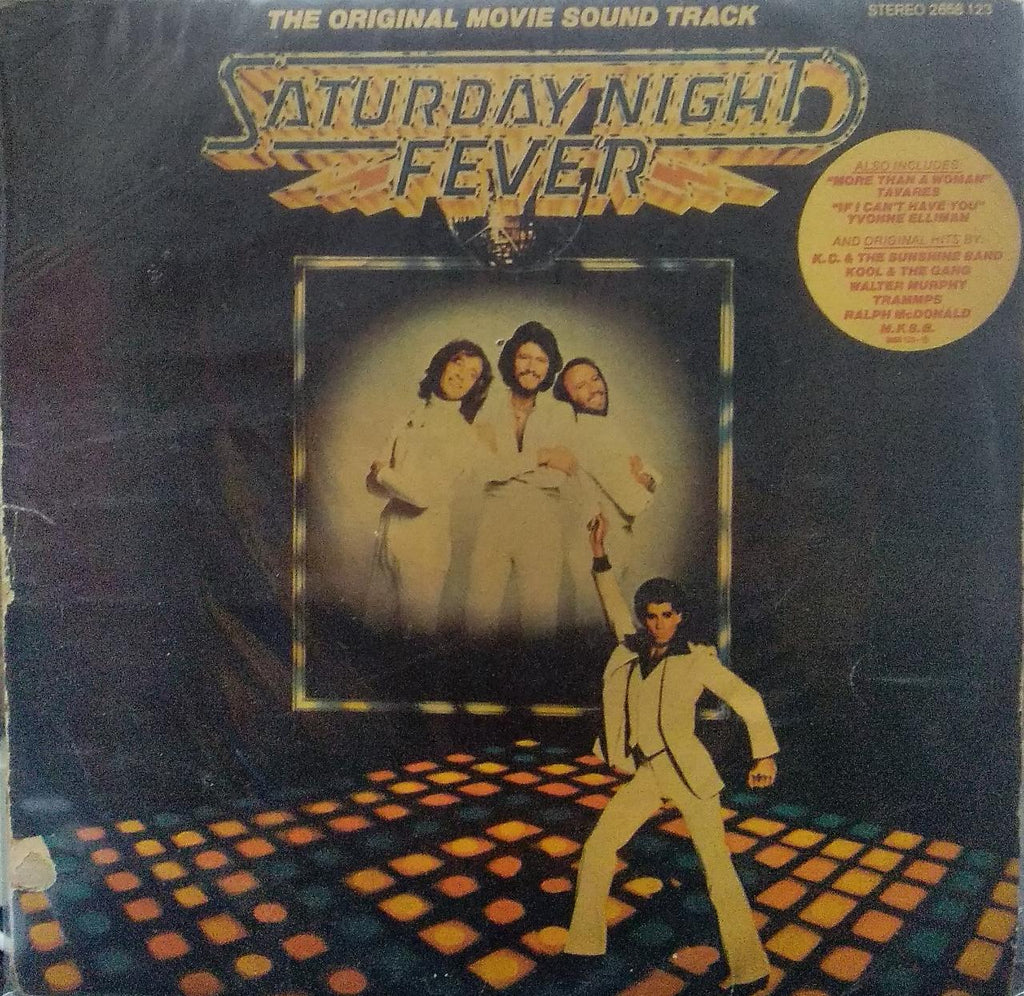 THE ORIGINAL MOVIE SOUND TRACK
STEREO 2658 123
SATURDAY NIGHT
FEVER
ALSO INCLUDES:
"MORE THAN A WOMAN"
TAVARES
"IF I CAN'T HAVE YOU"
YVONNE ELLIMAN
AND ORIGINAL HITS BY:
K.C. & THE SUNSHINE BAND
KOOL & THE GANG
WALTER MURPHY
TRAMMPS
RALPH McDONALD
M.F.S.B.